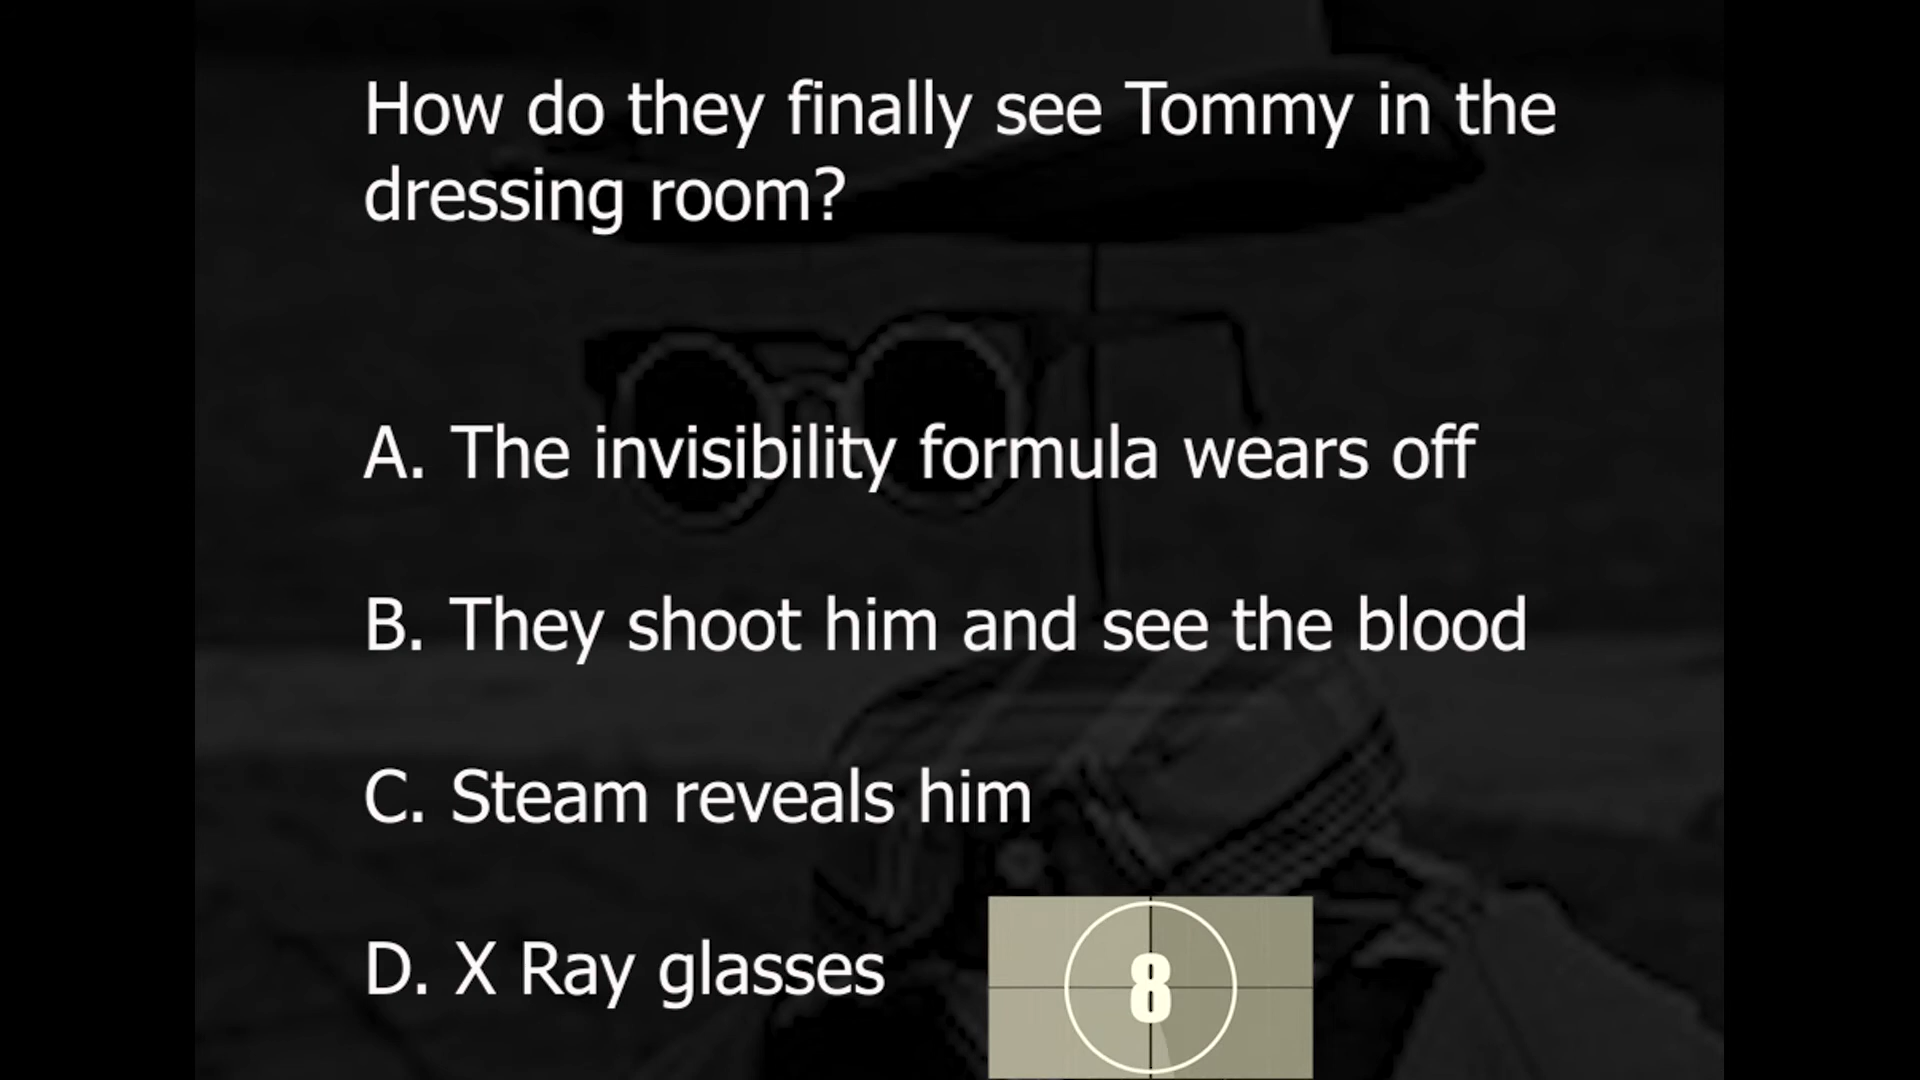 How do they finally see Tommy in the
dressing room?
A. The invisibility formula wears off
B. They shoot him and see the blood
C. Steam reveals him
D. X Ray glasses
8